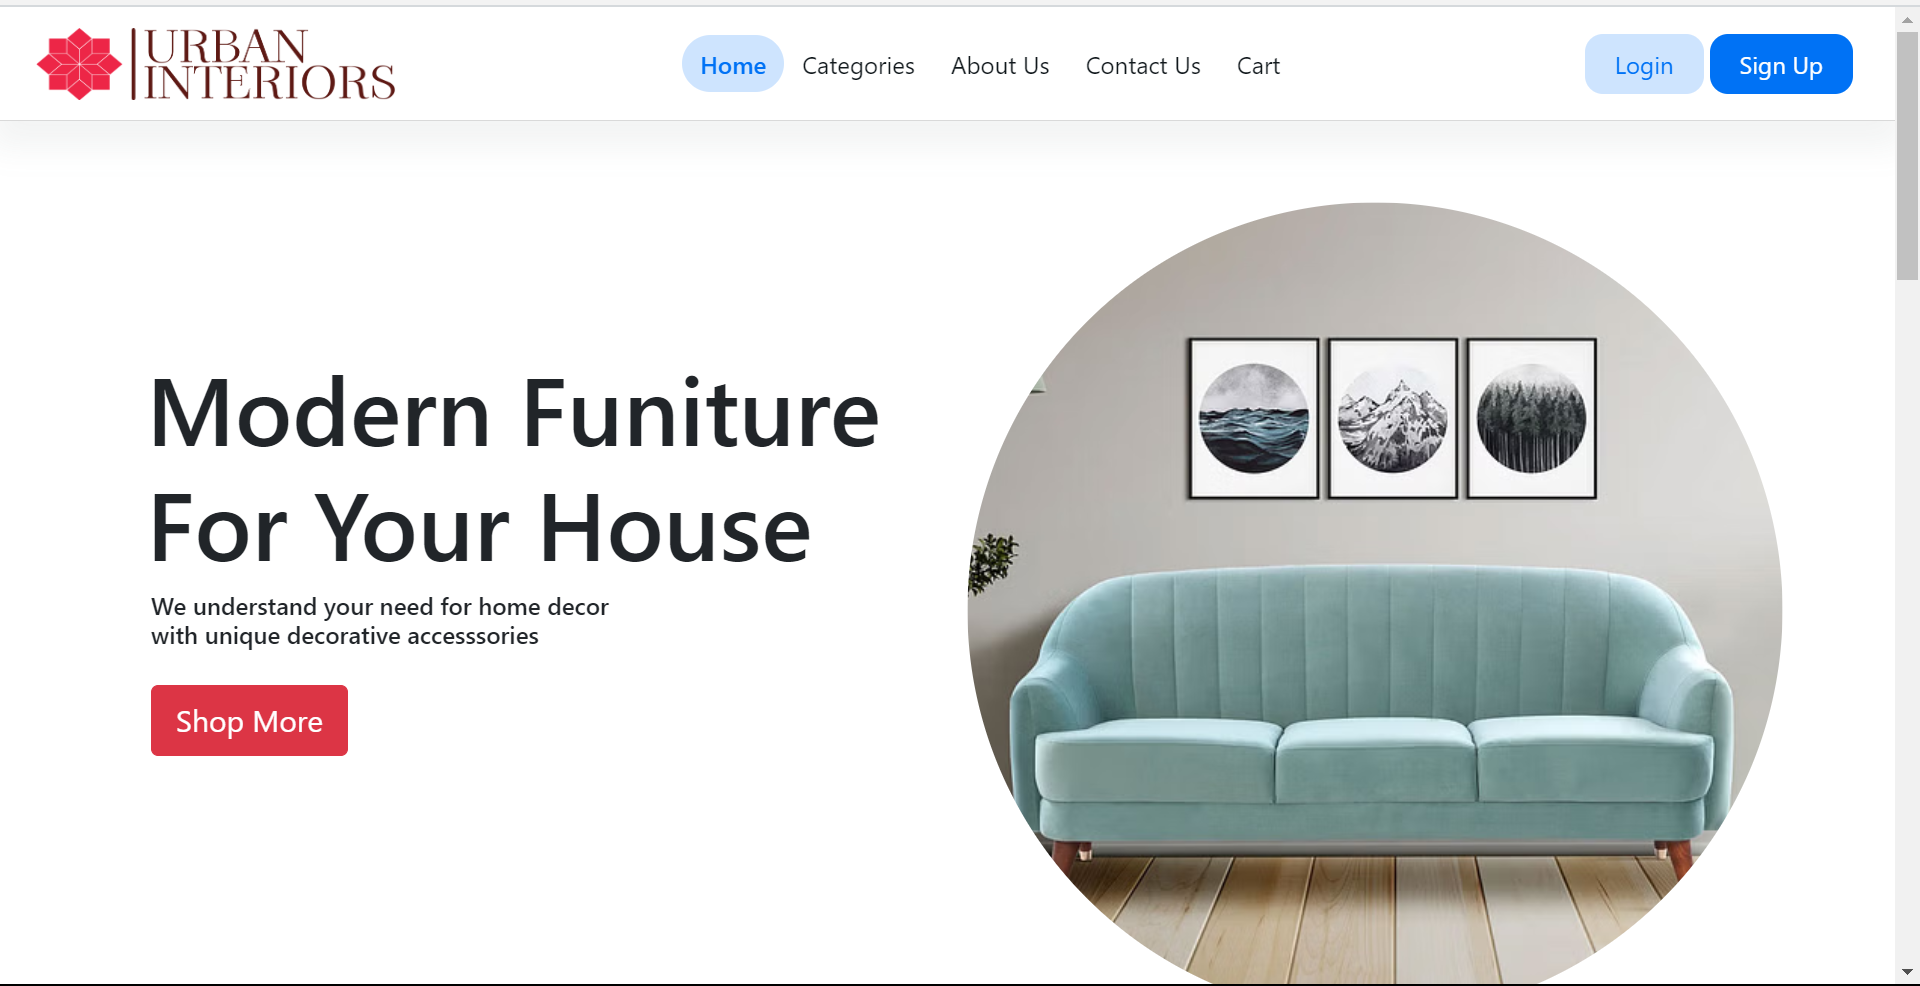 URBAN
INTERIORS
Home Categories About Us Contact Us Cart
Login Sign Up
Modern Funiture
For Your House
We understand your need for home decor
with unique decorative accesssories
Shop More